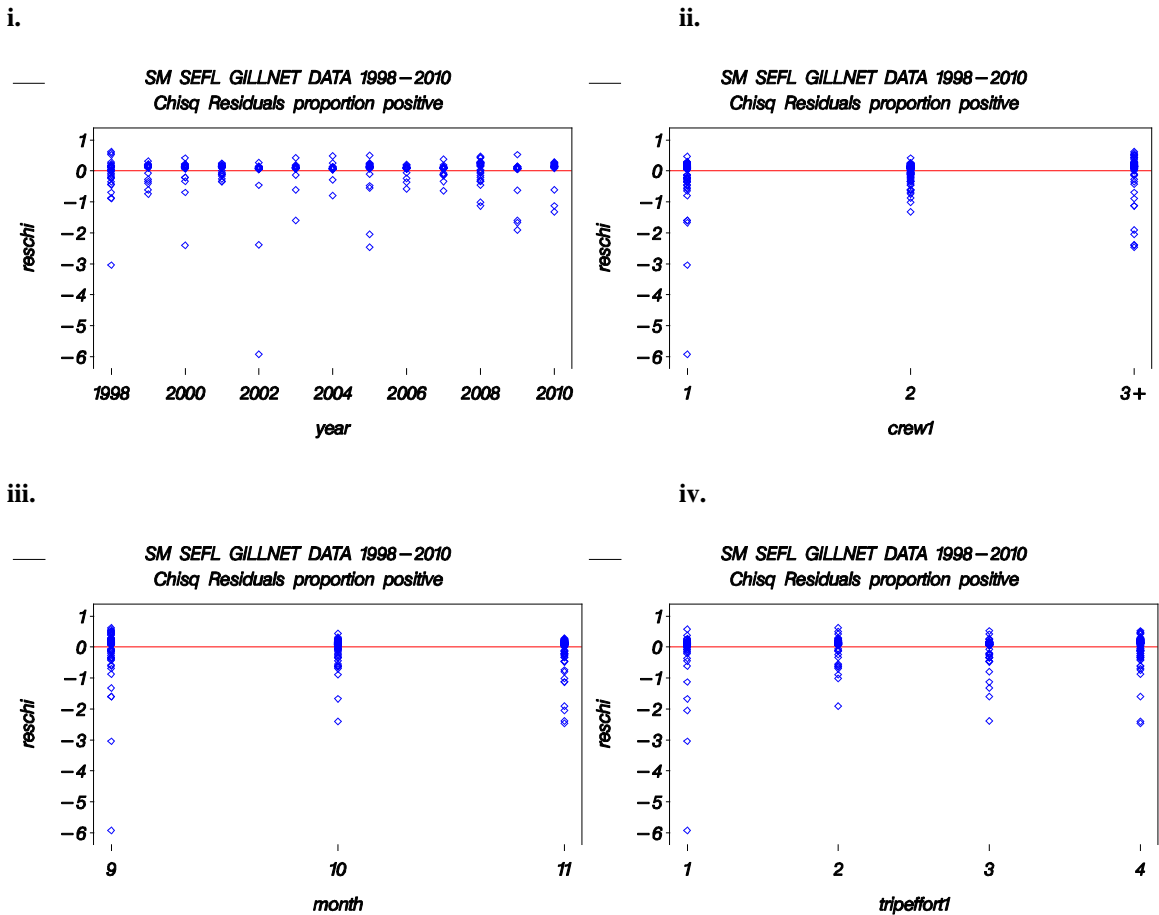 i.
SM SEFL GILLNET DATA 1998−2010
Chisq Residuals proportion positive
reschi
1
0
−1
−2
−3
−4
−5
−6
1998 2000 2002 2004 2006 2008 2010
year
ii.
SM SEFL GILLNET DATA 1998−2010
Chisq Residuals proportion positive
reschi
1
0
−1
−2
−3
−4
−5
−6
1 2 3+
crew1
iii.
SM SEFL GILLNET DATA 1998−2010
Chisq Residuals proportion positive
reschi
1
0
−1
−2
−3
−4
−5
−6
9 10 11
month
iv.
SM SEFL GILLNET DATA 1998−2010
Chisq Residuals proportion positive
reschi
1
0
−1
−2
−3
−4
−5
−6
1 2 3 4
tripeffort1